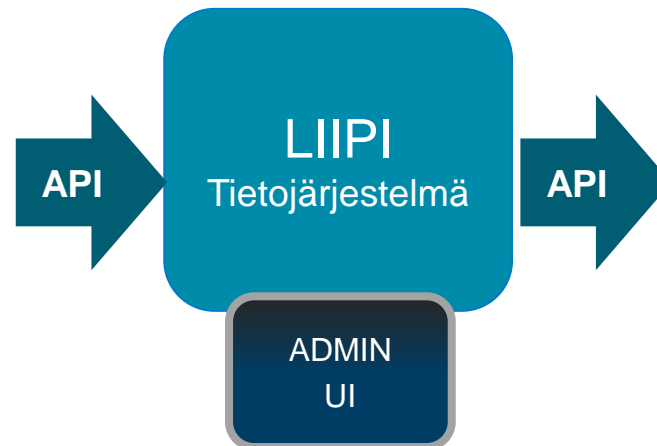 API
LIIPI
Tietojärjestelmä
API
ADMIN
UI